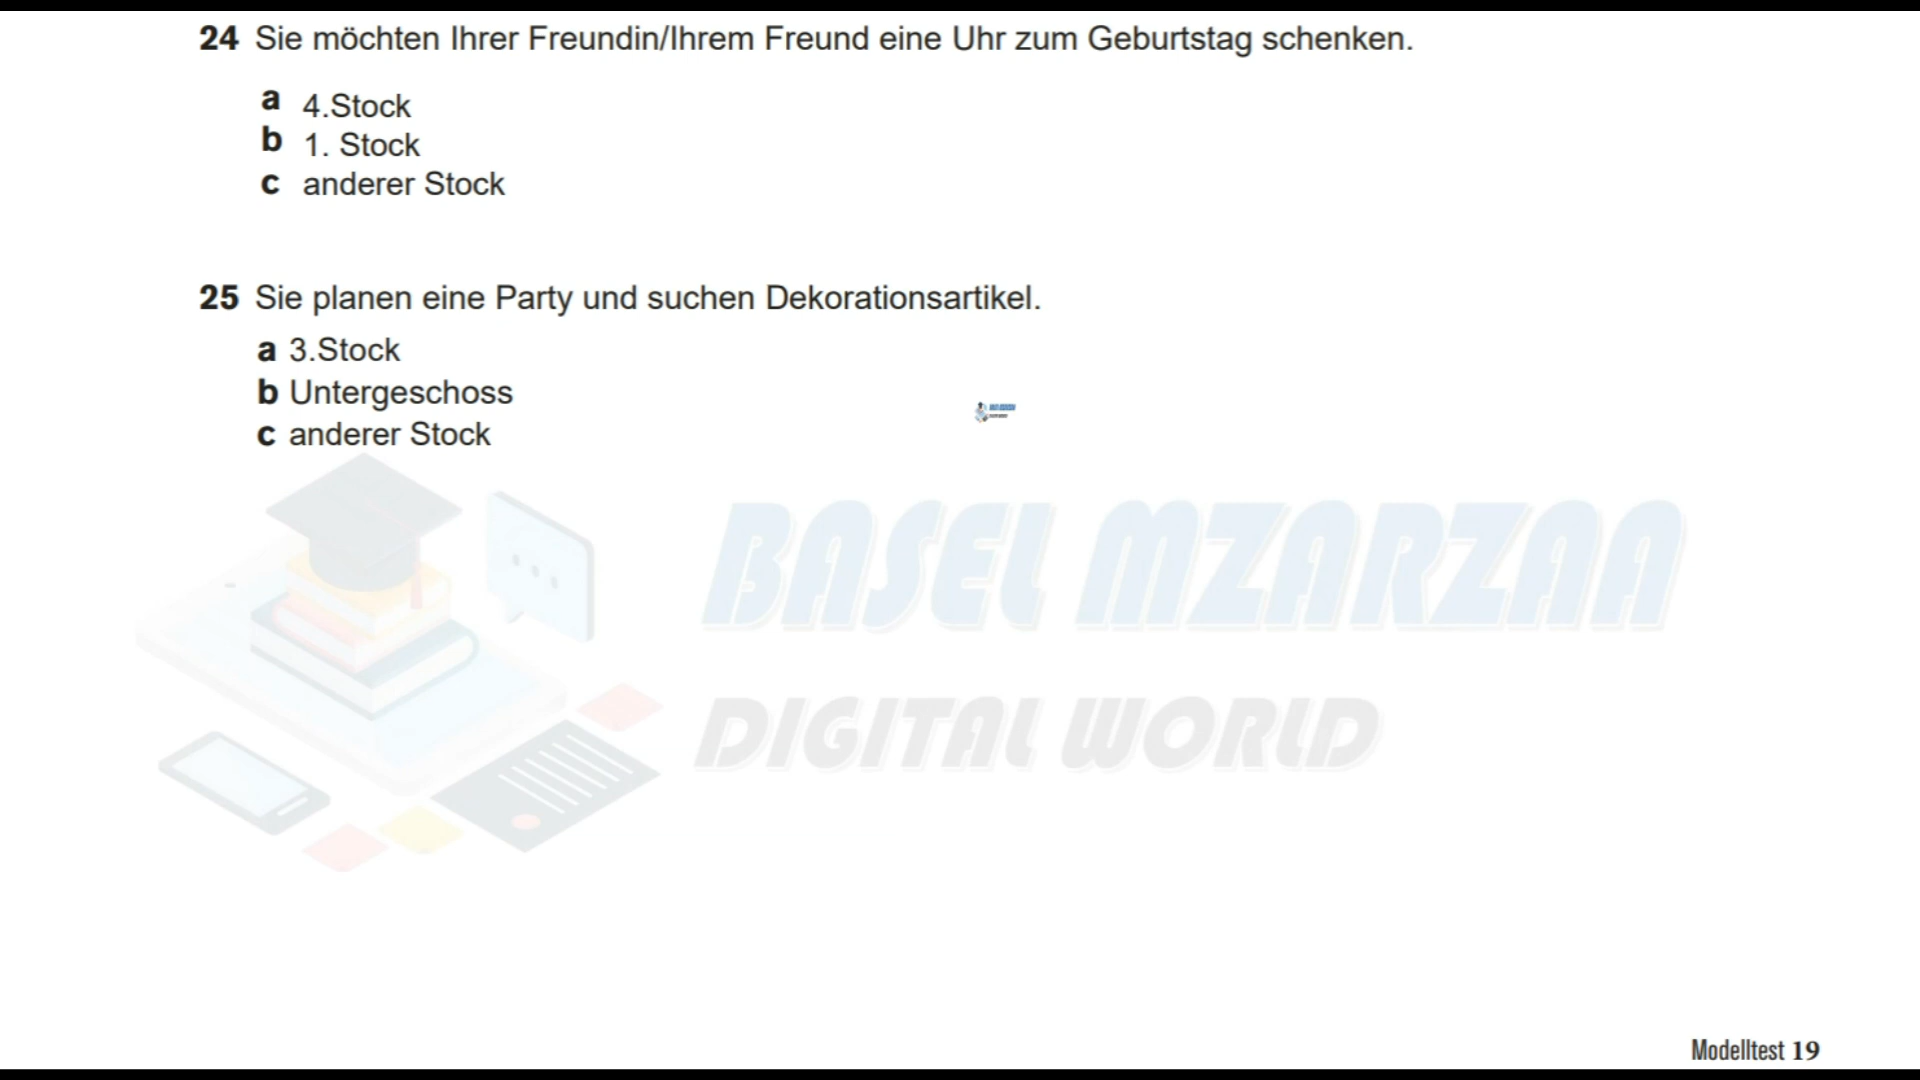 24 Sie möchten Ihrer Freundin/Ihrem Freund eine Uhr zum Geburtstag schenken.
a 4.Stock
b 1. Stock
c anderer Stock
25 Sie planen eine Party und suchen Dekorationsartikel.
a 3.Stock
b Untergeschoss
c anderer Stock
BASEL MZARZAA
DIGITAL WORLD
Modelltest 19